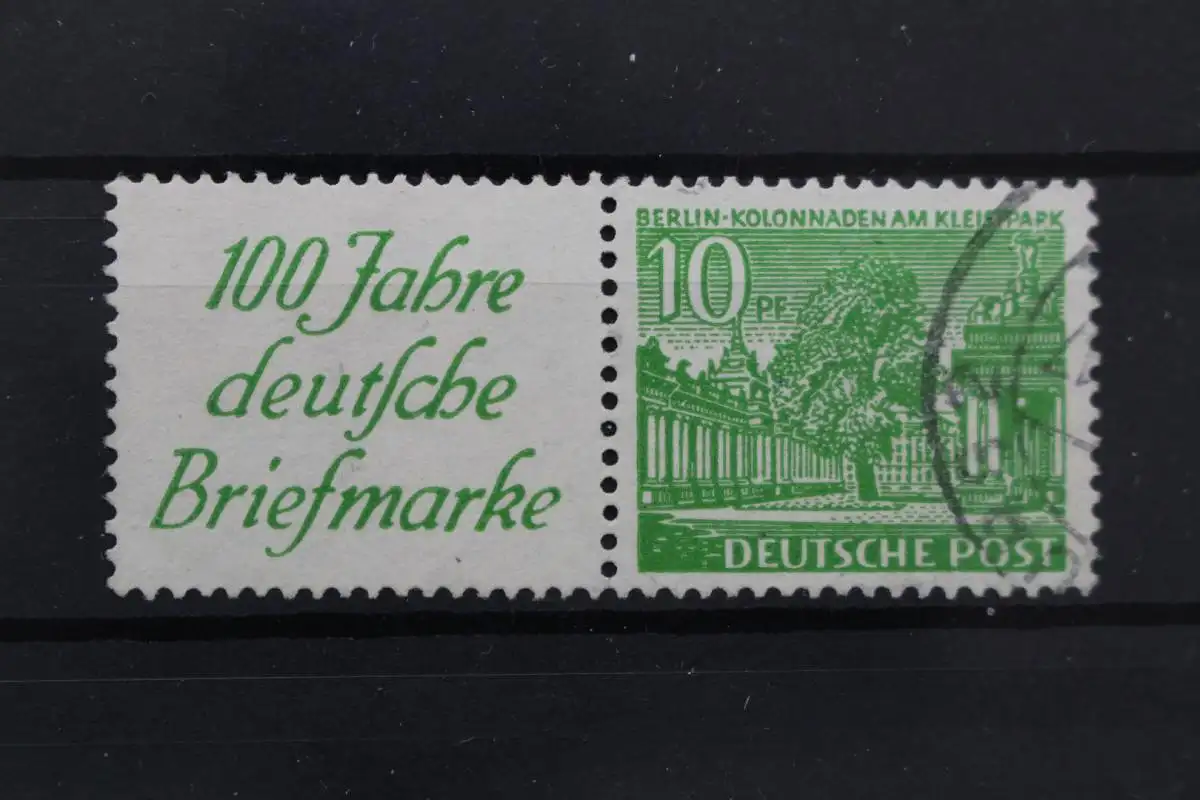 100 Jahre
deutſche
Briefmarke
BERLIN·KOLONNADEN AM KLEISTPARK
10 PF
DEUTSCHE POST